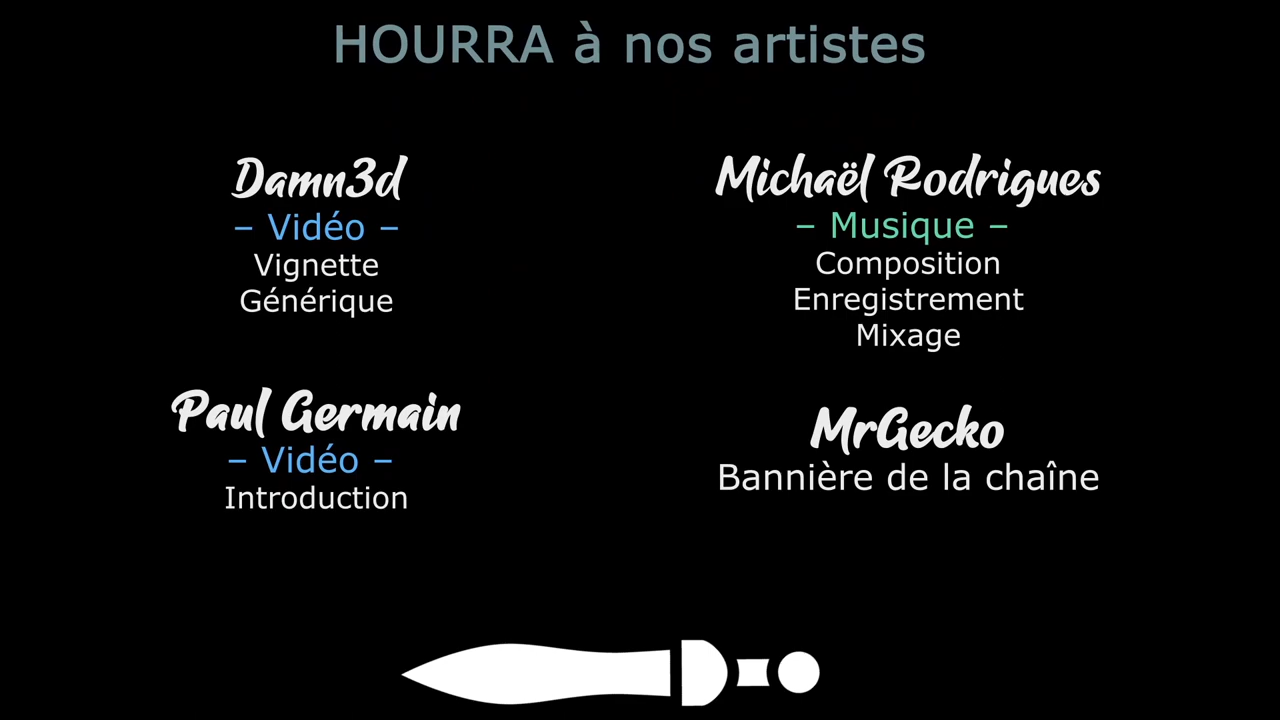 HOURRA à nos artistes
Damn3d
– Vidéo –
Vignette
Générique
Michaël Rodrigues
– Musique –
Composition
Enregistrement
Mixage
Paul Germain
– Vidéo –
Introduction
MrGecko
Bannière de la chaîne